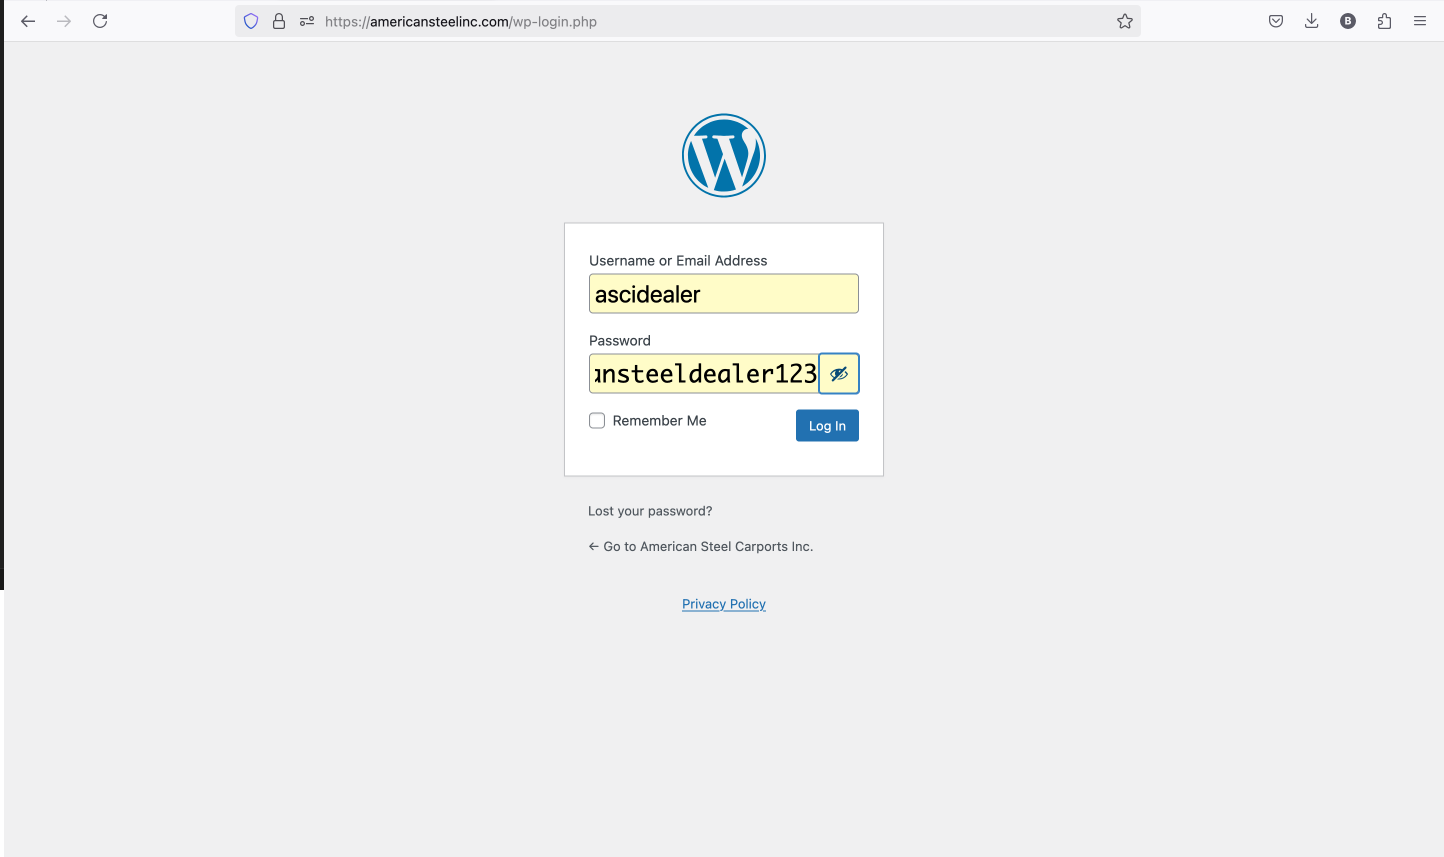 https://americansteelinc.com/wp-login.php
B
Username or Email Address
ascidealer
Password
nsteeldealer123
Remember Me
Log In
Lost your password?
← Go to American Steel Carports Inc.
Privacy Policy